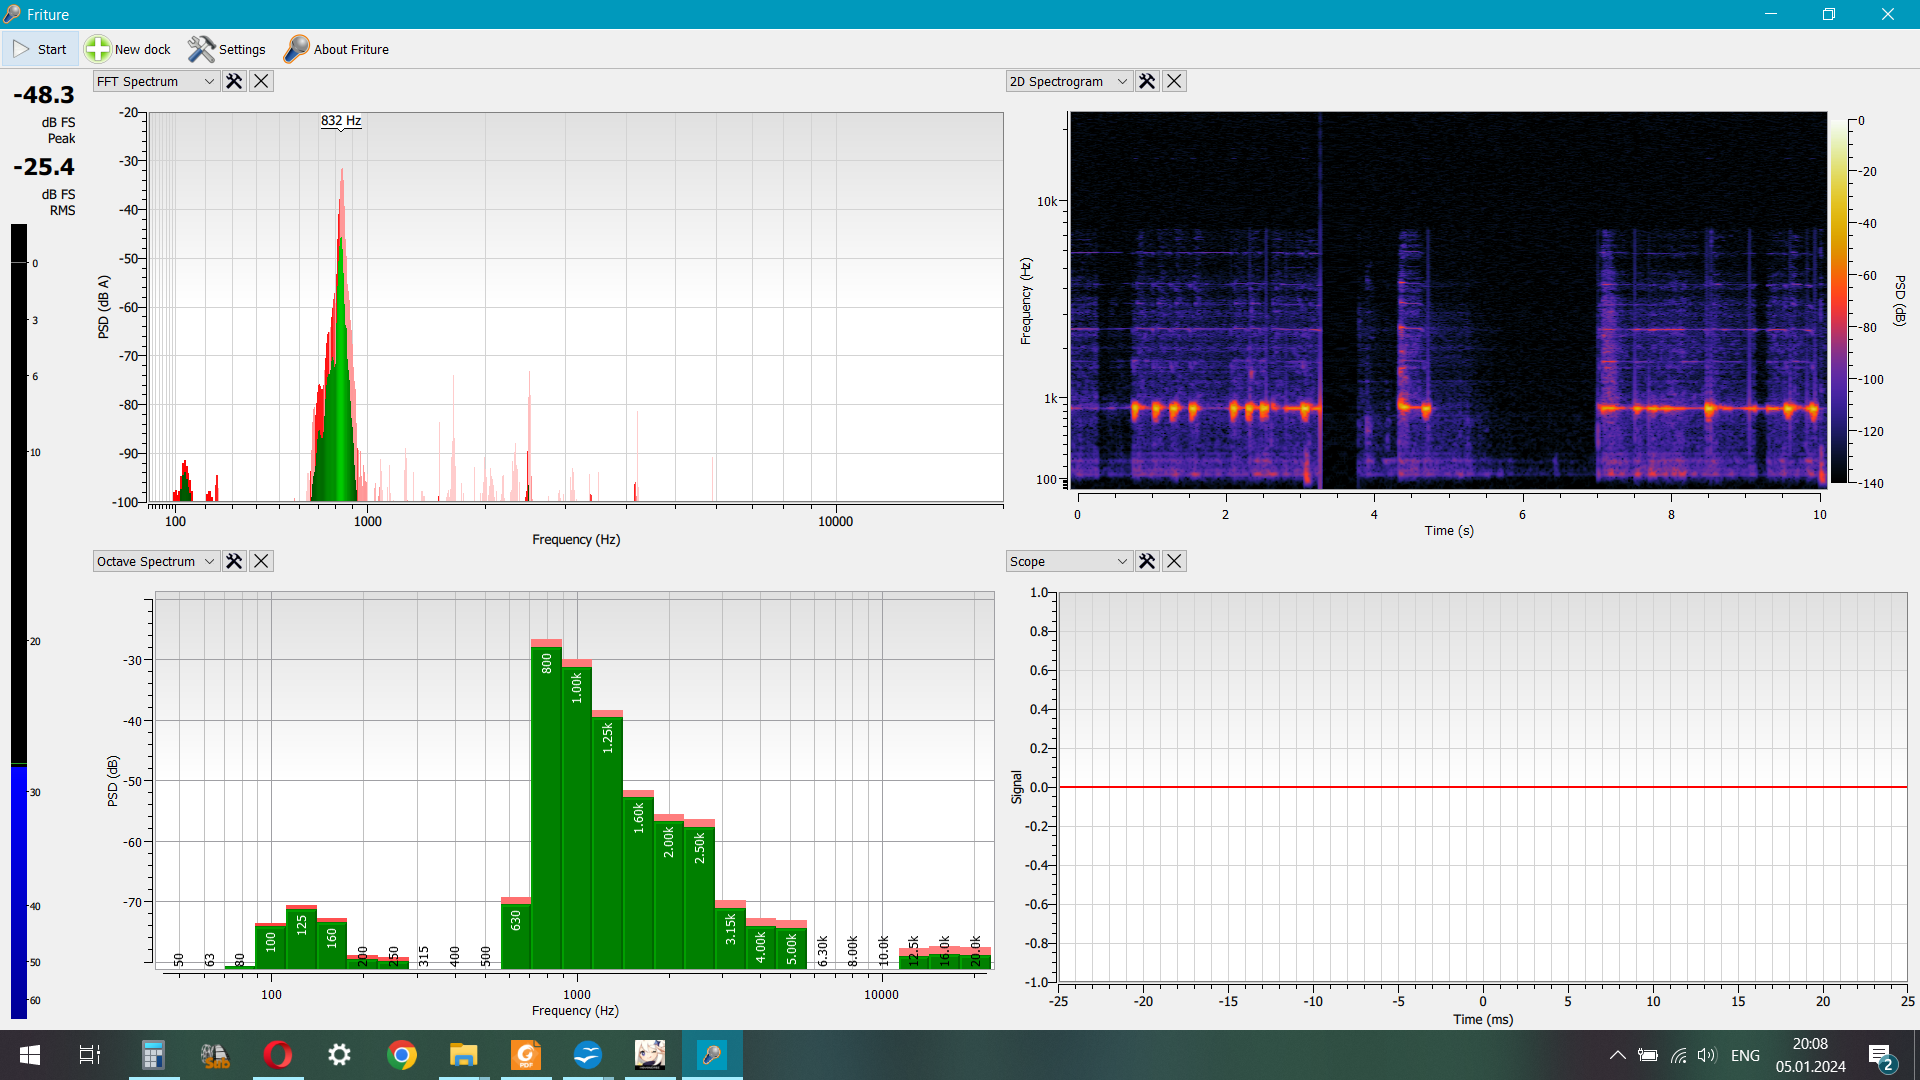 Friture
Start
New dock
Settings
About Friture
-48.3
dB FS
Peak
-25.4
dB FS
RMS
0
3
6
10
20
30
40
50
60
FFT Spectrum
832 Hz
-20
-30
-40
-50
-60
-70
-80
-90
-100
PSD (dB A)
100
1000
10000
Frequency (Hz)
2D Spectrogram
10k
1k
100
Frequency (Hz)
0
2
4
6
8
10
Time (s)
0
-20
-40
-60
-80
-100
-120
-140
PSD (dB)
Octave Spectrum
-30
-40
-50
-60
-70
PSD (dB)
50
63
80
100
125
160
200
250
315
400
500
630
800
1.00k
1.25k
1.60k
2.00k
2.50k
3.15k
4.00k
5.00k
6.30k
8.00k
10.0k
12.5k
16.0k
20.0k
100
1000
10000
Frequency (Hz)
Scope
1.0
0.8
0.6
0.4
0.2
0.0
-0.2
-0.4
-0.6
-0.8
-1.0
Signal
-25
-20
-15
-10
-5
0
5
10
15
20
25
Time (ms)
PDF
ENG
20:08
05.01.2024
2